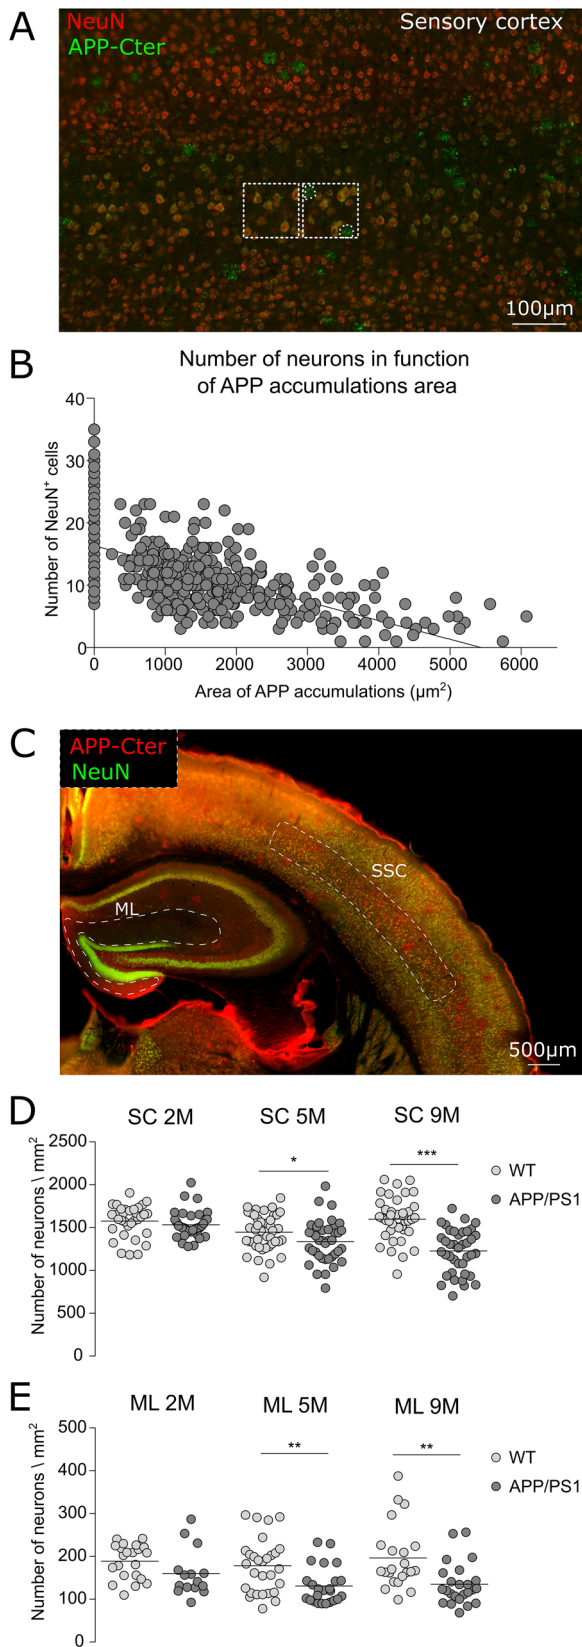 A
NeuN
APP-Cter
Sensory cortex
100µm
B
Number of neurons in function
of APP accumulations area
Number of NeuN+ cells
40
30
20
10
0
0 1000 2000 3000 4000 5000 6000
Area of APP accumulations (µm2)
C
APP-Cter
NeuN
SSC
ML
500µm
D
SC 2M SC 5M SC 9M
Number of neurons \ mm2
2500
2000
1500
1000
500
0
*
***
WT
APP/PS1
E
ML 2M ML 5M ML 9M
Number of neurons \ mm2
500
400
300
200
100
0
**
**
WT
APP/PS1